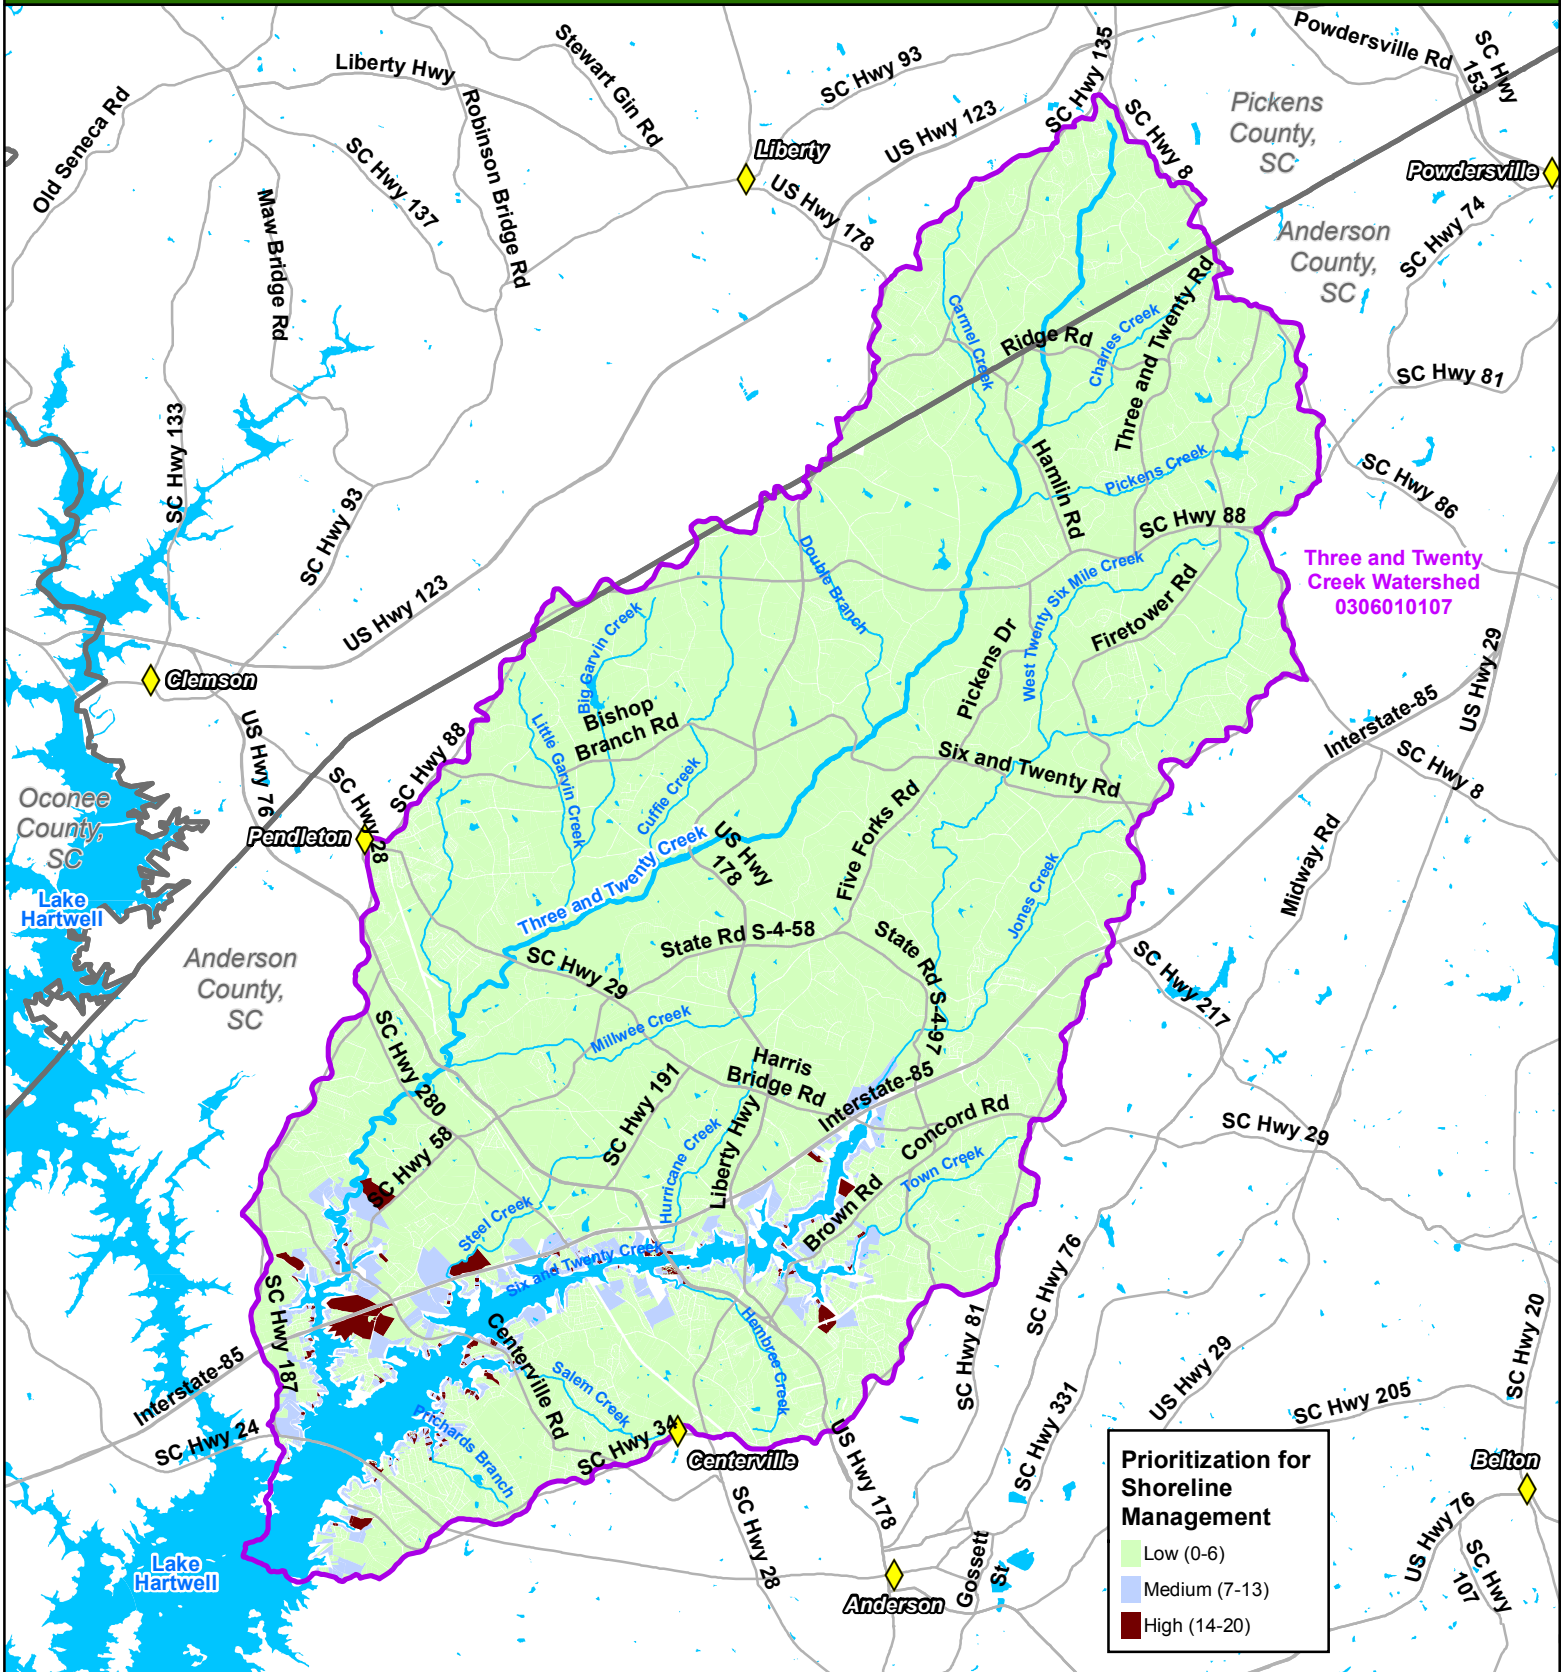 Powdersville Rd
SC Hwy
153
SC Hwy 135
Stewart Gin Rd
Liberty Hwy
SC Hwy 93
Old Seneca Rd
Robinson Bridge Rd
US Hwy 123
SC Hwy 8
Pickens
County,
SC
Liberty
Powdersville
SC Hwy 137
US Hwy 178
Maw Bridge Rd
Anderson
County,
SC
SC Hwy 74
Three and Twenty Rd
Carmel Creek
Ridge Rd
Charles Creek
SC Hwy 81
SC Hwy 133
Hamlin Rd
Pickens Creek
SC Hwy 86
SC Hwy 93
SC Hwy 88
Double Branch
Three and Twenty
Creek Watershed
0306010107
US Hwy 123
West Twenty Six Mile Creek
Firetower Rd
Big Garvin Creek
Pickens Dr
US Hwy 29
Clemson
Bishop
Branch Rd
Interstate-85
US Hwy 76
SC Hwy 88
Little Garvin Creek
Six and Twenty Rd
SC Hwy 8
Oconee
County,
SC
SC Hwy 28
Cuffie Creek
Pendleton
US Hwy
178
Five Forks Rd
Midway Rd
Three and Twenty Creek
Jones Creek
Lake
Hartwell
State Rd S-4-58
State Rd S-4-97
Anderson
County,
SC
SC Hwy 29
SC Hwy 217
SC Hwy 280
Millwee Creek
Harris
Bridge Rd
SC Hwy 191
Interstate-85
SC Hwy 58
Hurricane Creek
Liberty Hwy
Concord Rd
SC Hwy 29
Town Creek
Brown Rd
Steel Creek
Six and Twenty Creek
SC Hwy 76
SC Hwy 187
Centerville Rd
Hembree Creek
SC Hwy 81
SC Hwy 20
Interstate-85
Salem Creek
US Hwy 29
SC Hwy 331
SC Hwy 205
SC Hwy 24
Prichards Branch
SC Hwy 34
Centerville
US Hwy 178
Prioritization for
Shoreline
Management
Low (0-6)
Medium (7-13)
High (14-20)
Belton
SC Hwy 28
US Hwy 76
SC Hwy
107
Lake
Hartwell
Gossett
St
Anderson